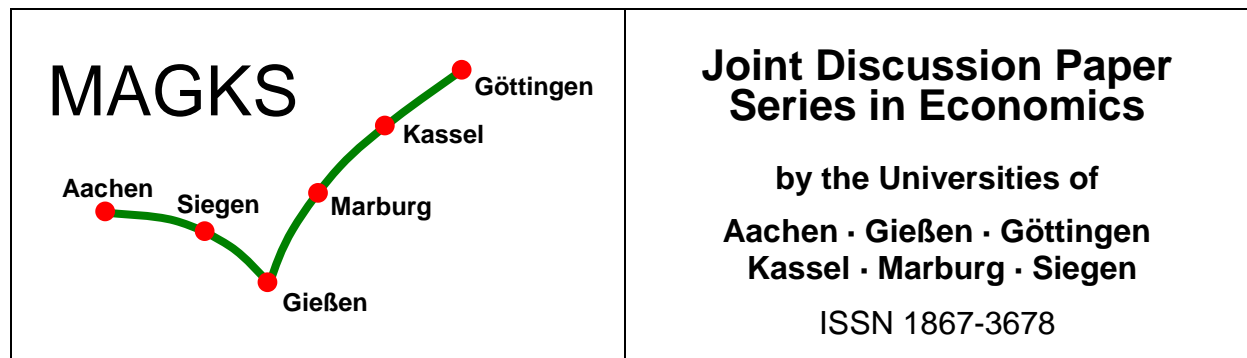 MAGKS
Göttingen
Kassel
Aachen
Siegen
Marburg
Gießen
Joint Discussion Paper
Series in Economics
by the Universities of
Aachen · Gießen · Göttingen
Kassel · Marburg · Siegen
ISSN 1867-3678